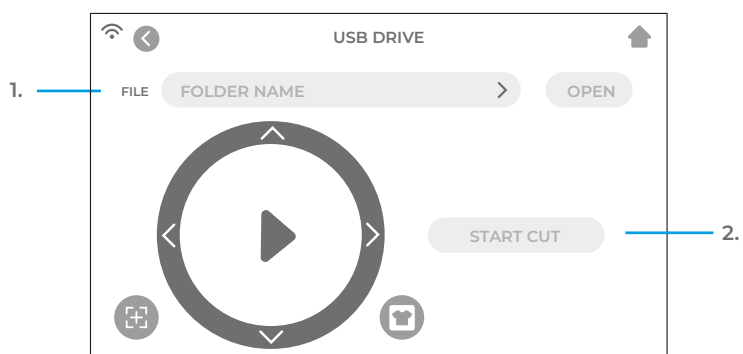 USB DRIVE
1.
FILE FOLDER NAME OPEN
START CUT
2.